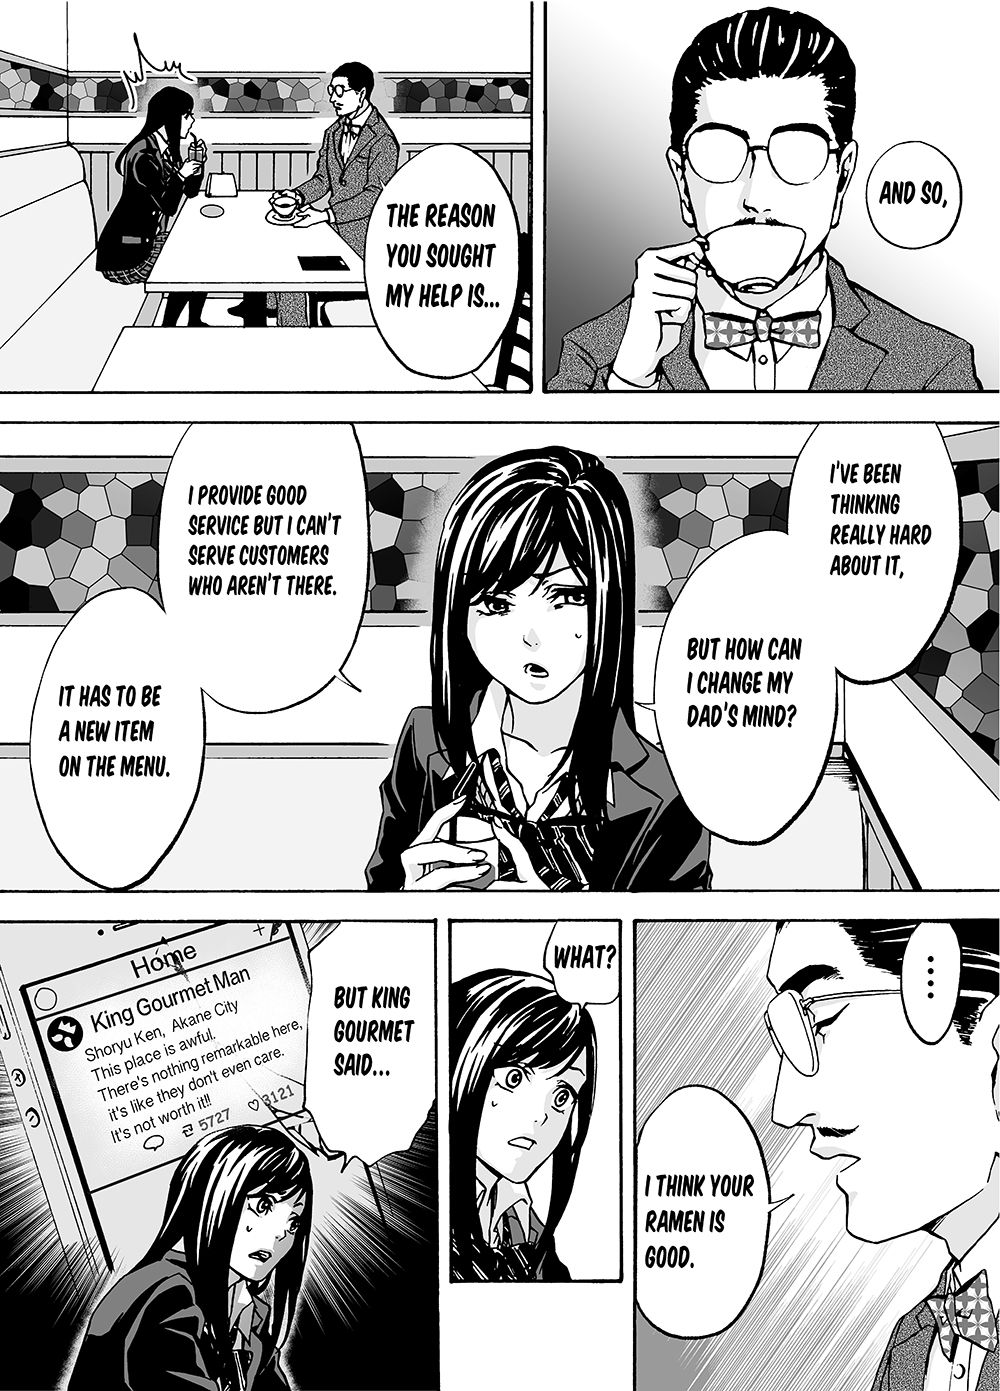 AND SO,
THE REASON
YOU SOUGHT
MY HELP IS...
I'VE BEEN
THINKING
REALLY HARD
ABOUT IT,
BUT HOW CAN
I CHANGE MY
DAD'S MIND?
I PROVIDE GOOD
SERVICE BUT I CAN'T
SERVE CUSTOMERS
WHO AREN'T THERE.
IT HAS TO BE
A NEW ITEM
ON THE MENU.
...
I THINK YOUR
RAMEN IS
GOOD.
WHAT?
BUT KING
GOURMET
SAID...
Home
King Gourmet Man
Shoryu Ken, Akane City
This place is awful.
There's nothing remarkable here,
it's like they don't even care.
It's not worth it!!
5727 3121